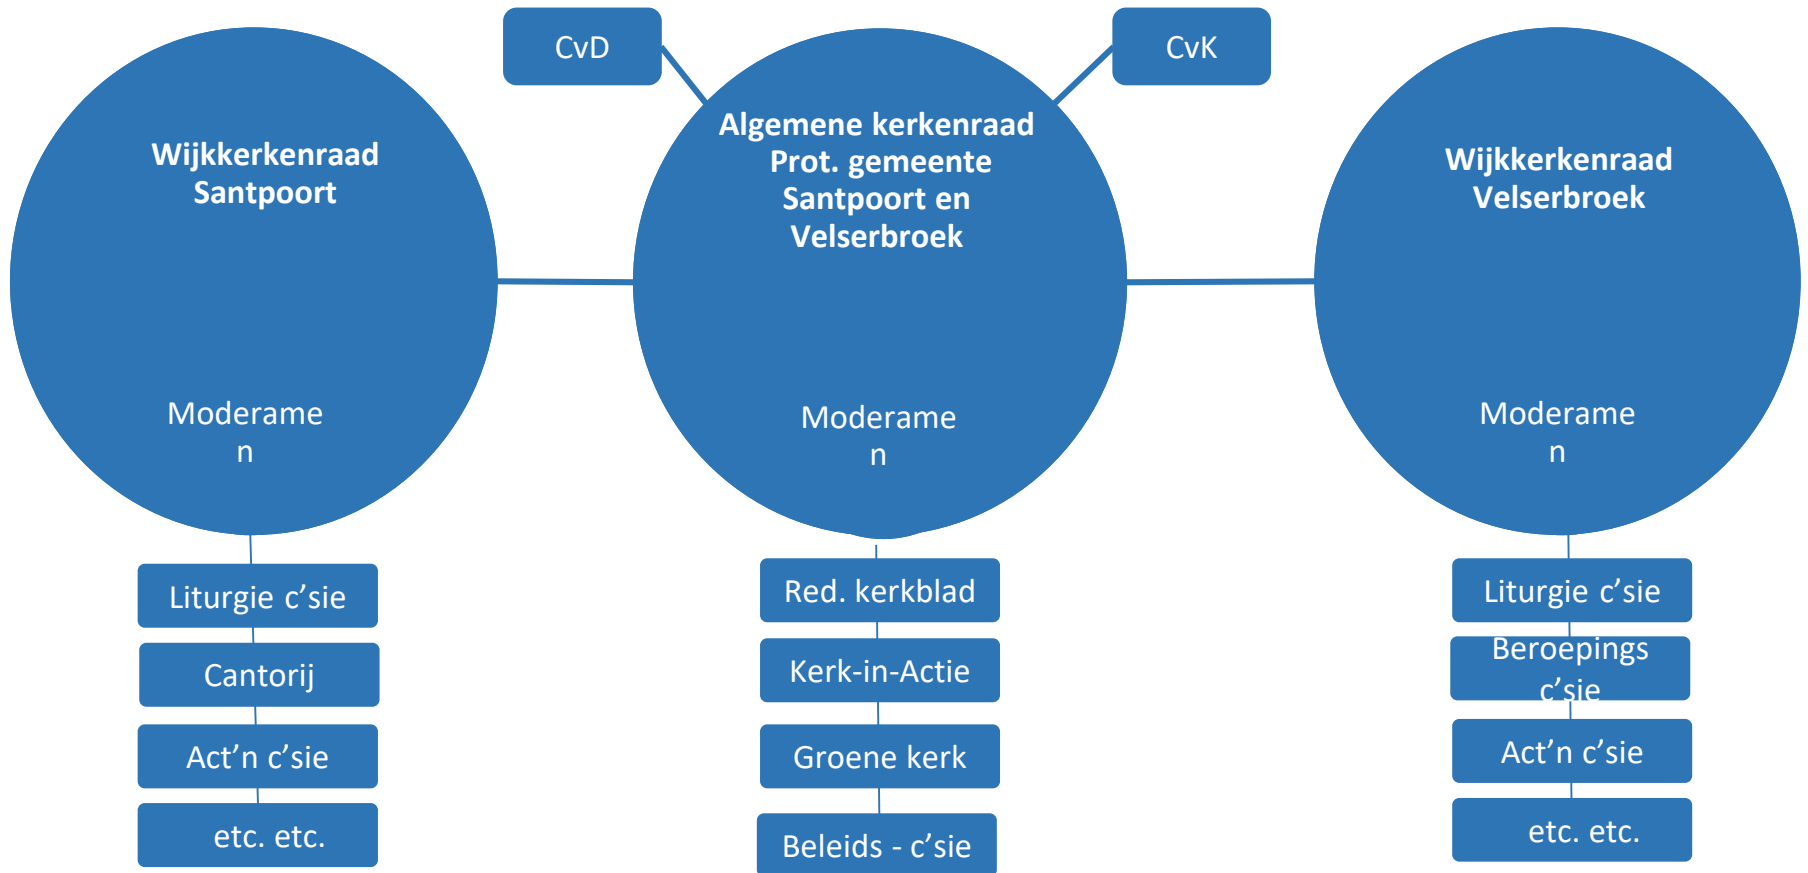 CvD
CvK
Wijkkerkenraad
Santpoort
Moderame
n
Liturgie c’sie
Cantorij
Act’n c’sie
etc. etc.
Algemene kerkenraad
Prot. gemeente
Santpoort en
Velserbroek
Moderame
n
Red. kerkblad
Kerk-in-Actie
Groene kerk
Beleids - c’sie
Wijkkerkenraad
Velserbroek
Moderame
n
Liturgie c’sie
Beroepings
c’sie
Act’n c’sie
etc. etc.